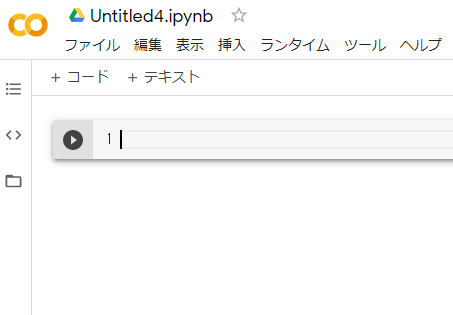 Untitled4.ipynb
ファイル 編集 表示 挿入 ランタイム ツール ヘルプ
+ コード + テキスト
1